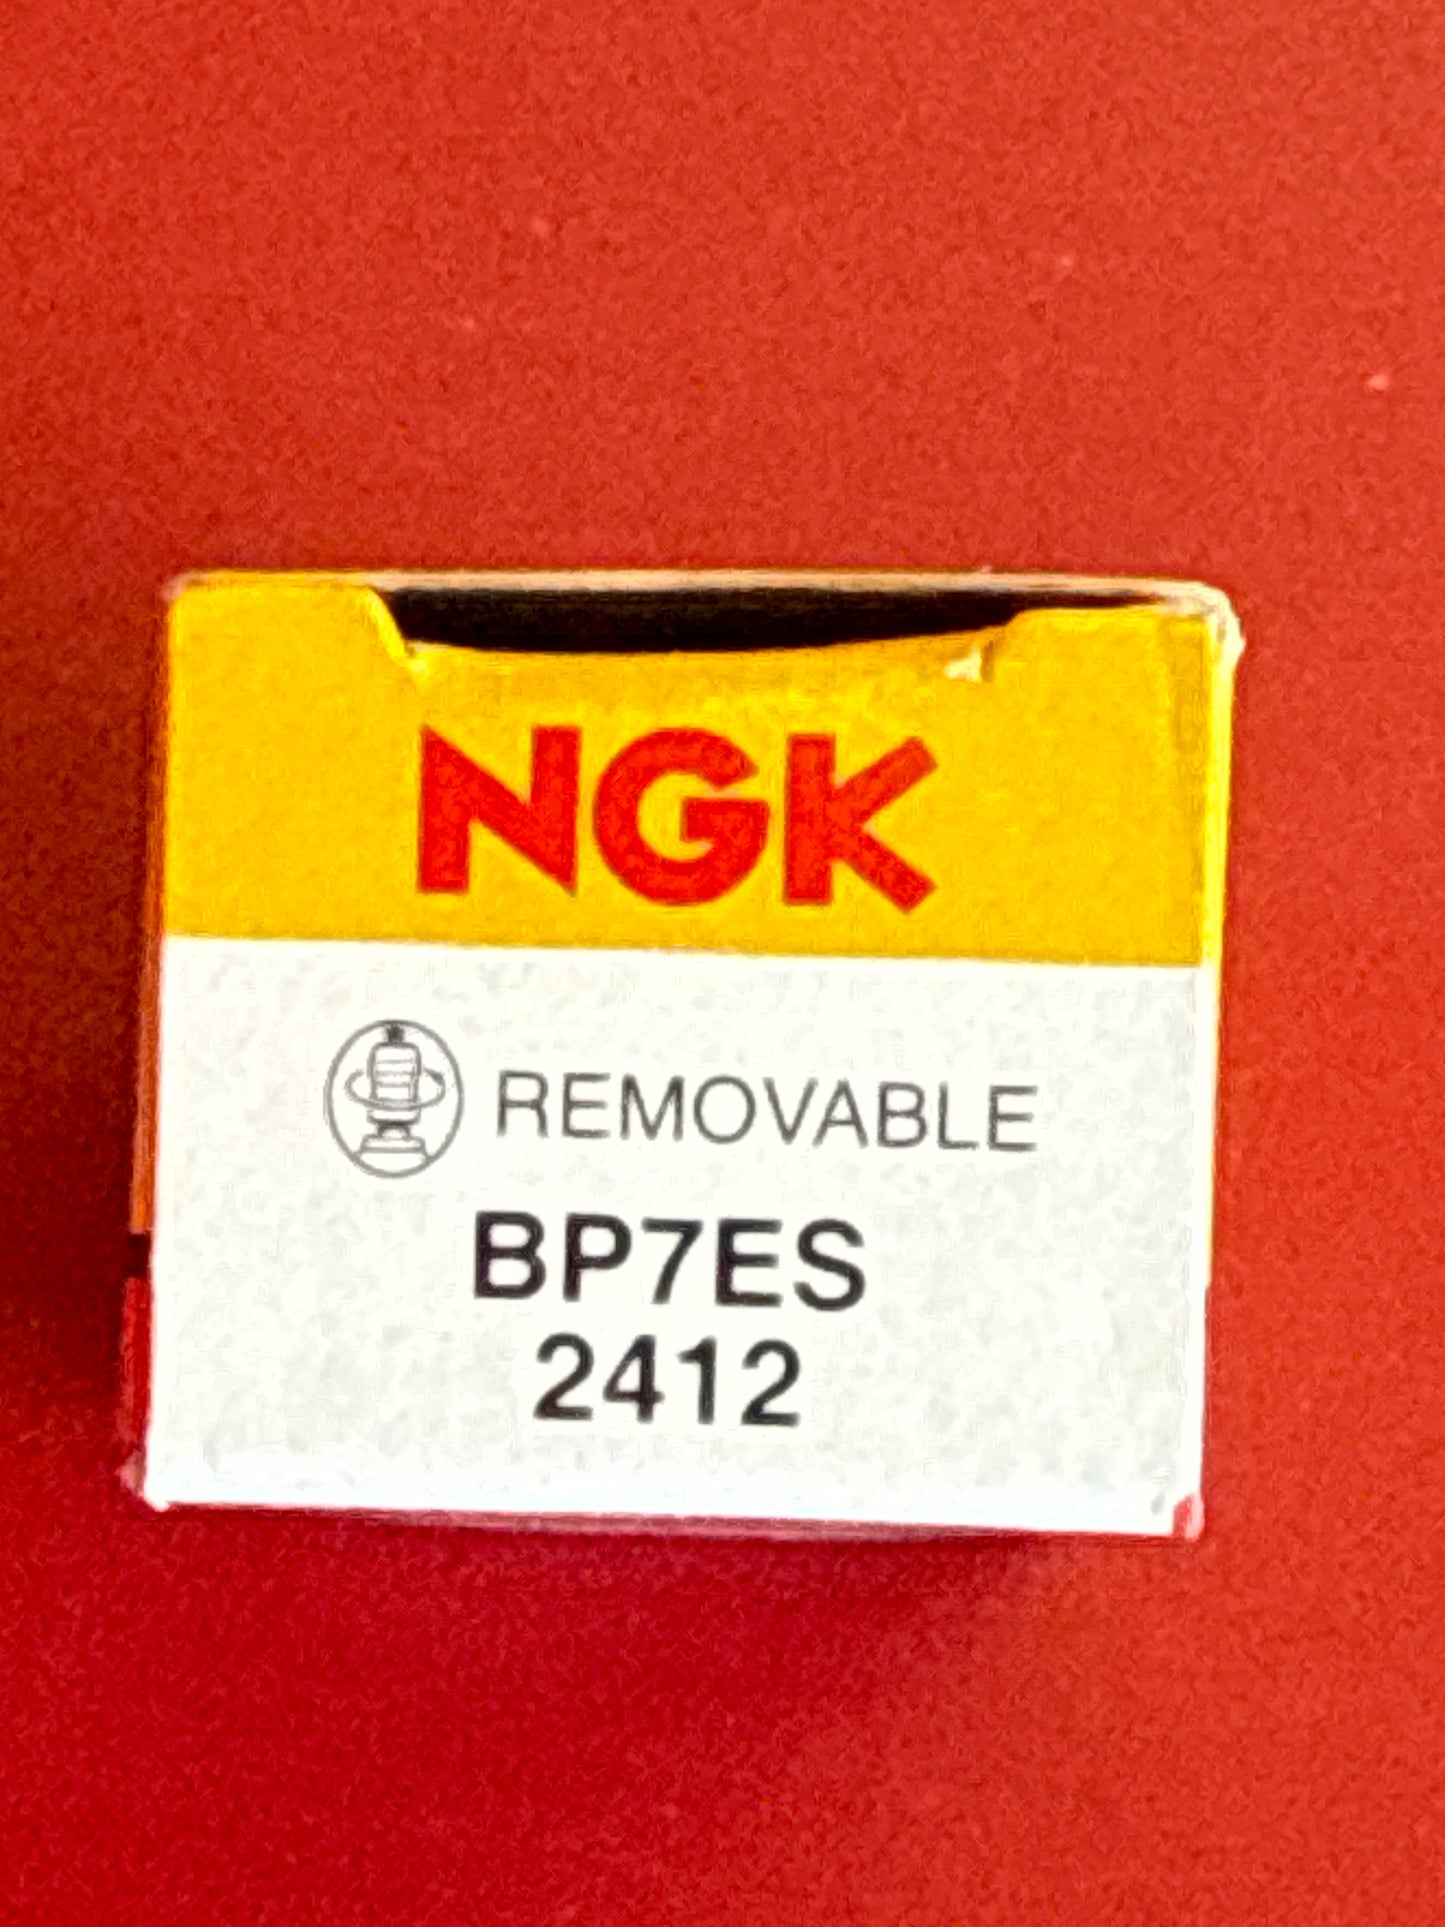 NGK
REMOVABLE
BP7ES
2412